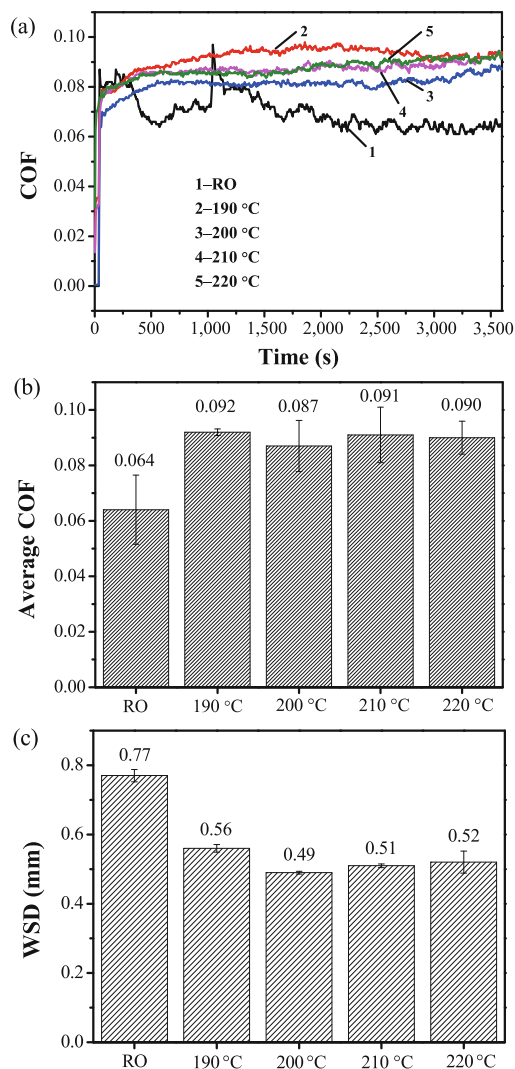 (a)
0.10
0.08
0.06
0.04
0.02
0.00
COF
2
5
3
4
1
1–RO
2–190 °C
3–200 °C
4–210 °C
5–220 °C
0 500 1,000 1,500 2,000 2,500 3,000 3,500
Time (s)
(b)
0.10
0.08
0.06
0.04
0.02
0.00
Average COF
0.064 0.092 0.087 0.091 0.090
RO 190 °C 200 °C 210 °C 220 °C
(c)
0.8
0.6
0.4
0.2
0.0
WSD (mm)
0.77 0.56 0.49 0.51 0.52
RO 190 °C 200 °C 210 °C 220 °C